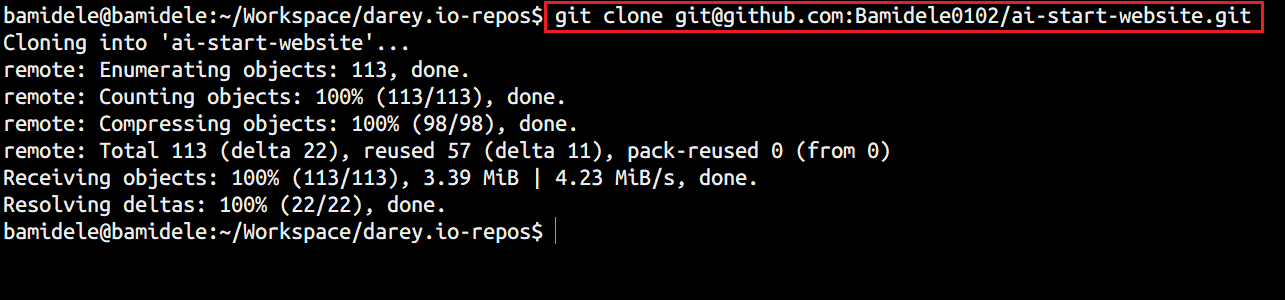 bamidele@bamidele:~/Workspace/darey.io-repos$ git clone git@github.com:Bamidele0102/ai-start-website.git
Cloning into 'ai-start-website'...
remote: Enumerating objects: 113, done.
remote: Counting objects: 100% (113/113), done.
remote: Compressing objects: 100% (98/98), done.
remote: Total 113 (delta 22), reused 57 (delta 11), pack-reused 0 (from 0)
Receiving objects: 100% (113/113), 3.39 MiB | 4.23 MiB/s, done.
Resolving deltas: 100% (22/22), done.
bamidele@bamidele:~/Workspace/darey.io-repos$